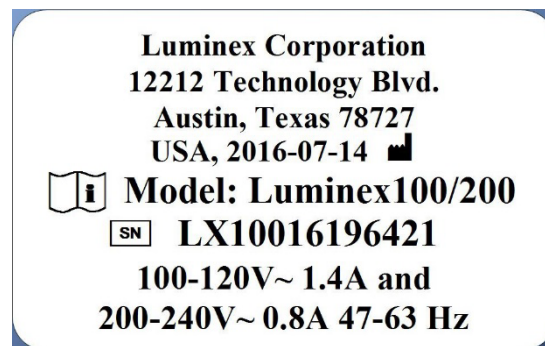 Luminex Corporation
12212 Technology Blvd.
Austin, Texas 78727
USA, 2016-07-14
i Model: Luminex100/200
SN LX10016196421
100-120V~ 1.4A and
200-240V~ 0.8A 47-63 Hz